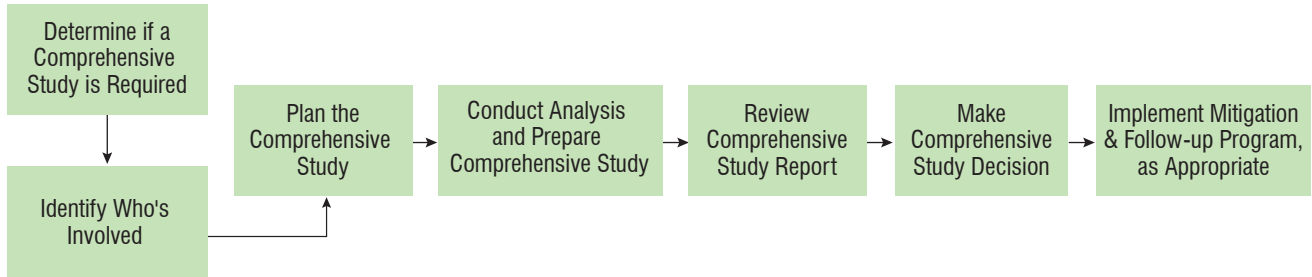 Determine if a
Comprehensive
Study is Required
Identify Who's
Involved
Plan the
Comprehensive
Study
Conduct Analysis
and Prepare
Comprehensive Study
Review
Comprehensive
Study Report
Make
Comprehensive
Study Decision
Implement Mitigation
& Follow-up Program,
as Appropriate